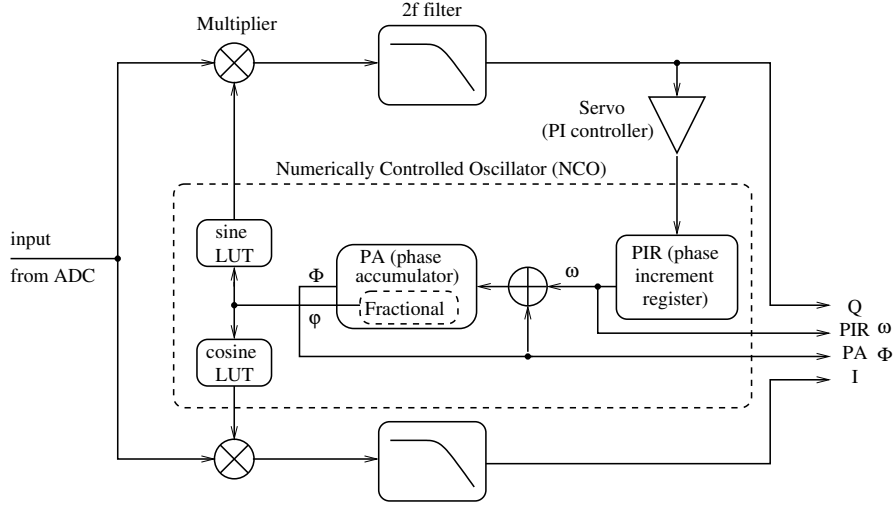 Multiplier
2f filter
Servo
(PI controller)
Numerically Controlled Oscillator (NCO)
input
from ADC
sine
LUT
Φ
φ
PA (phase
accumulator)
Fractional
ω
PIR (phase
increment
register)
cosine
LUT
Q
PIR ω
PA Φ
I